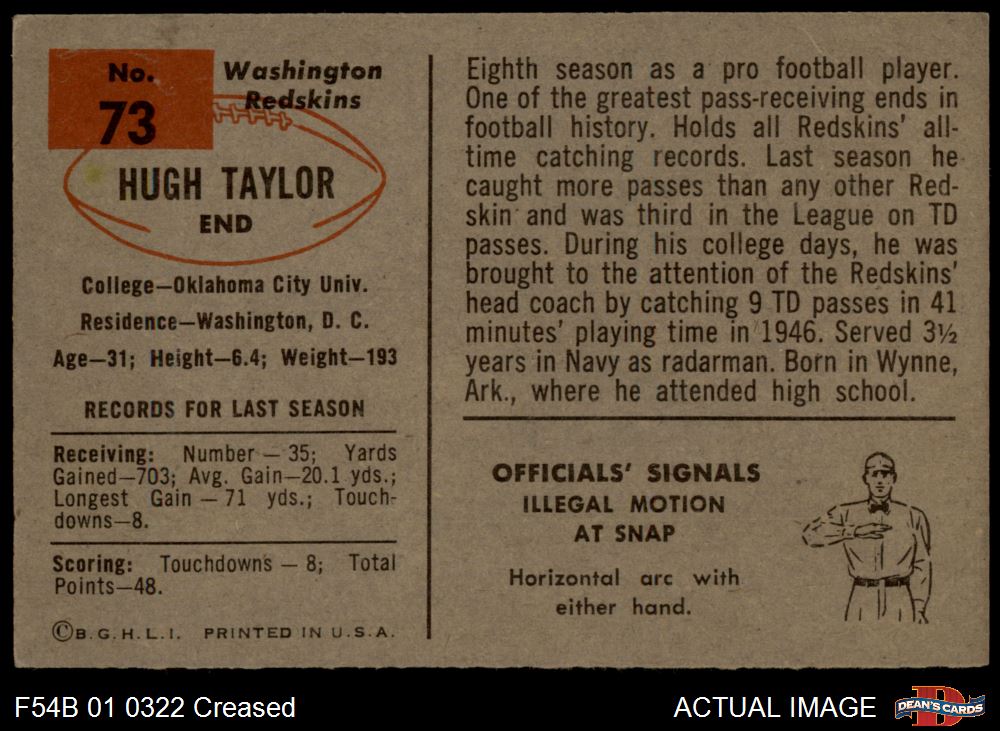 No.
73
Washington
Redskins
HUGH TAYLOR
END
College—Oklahoma City Univ.
Residence—Washington, D. C.
Age—31; Height—6.4; Weight—193
RECORDS FOR LAST SEASON
Receiving: Number — 35; Yards
Gained—703; Avg. Gain—20.1 yds.;
Longest Gain — 71 yds.; Touch-
downs—8.
Scoring: Touchdowns — 8; Total
Points—48.
©B.G.H.L.I. PRINTED IN U.S.A.
Eighth season as a pro football player.
One of the greatest pass-receiving ends in
football history. Holds all Redskins' all-
time catching records. Last season he
caught more passes than any other Red-
skin and was third in the League on TD
passes. During his college days, he was
brought to the attention of the Redskins'
head coach by catching 9 TD passes in 41
minutes' playing time in 1946. Served 3½
years in Navy as radarman. Born in Wynne,
Ark., where he attended high school.
OFFICIALS' SIGNALS
ILLEGAL MOTION
AT SNAP
Horizontal arc with
either hand.
F54B 01 0322 Creased
ACTUAL IMAGE
D
DEAN'S CARDS